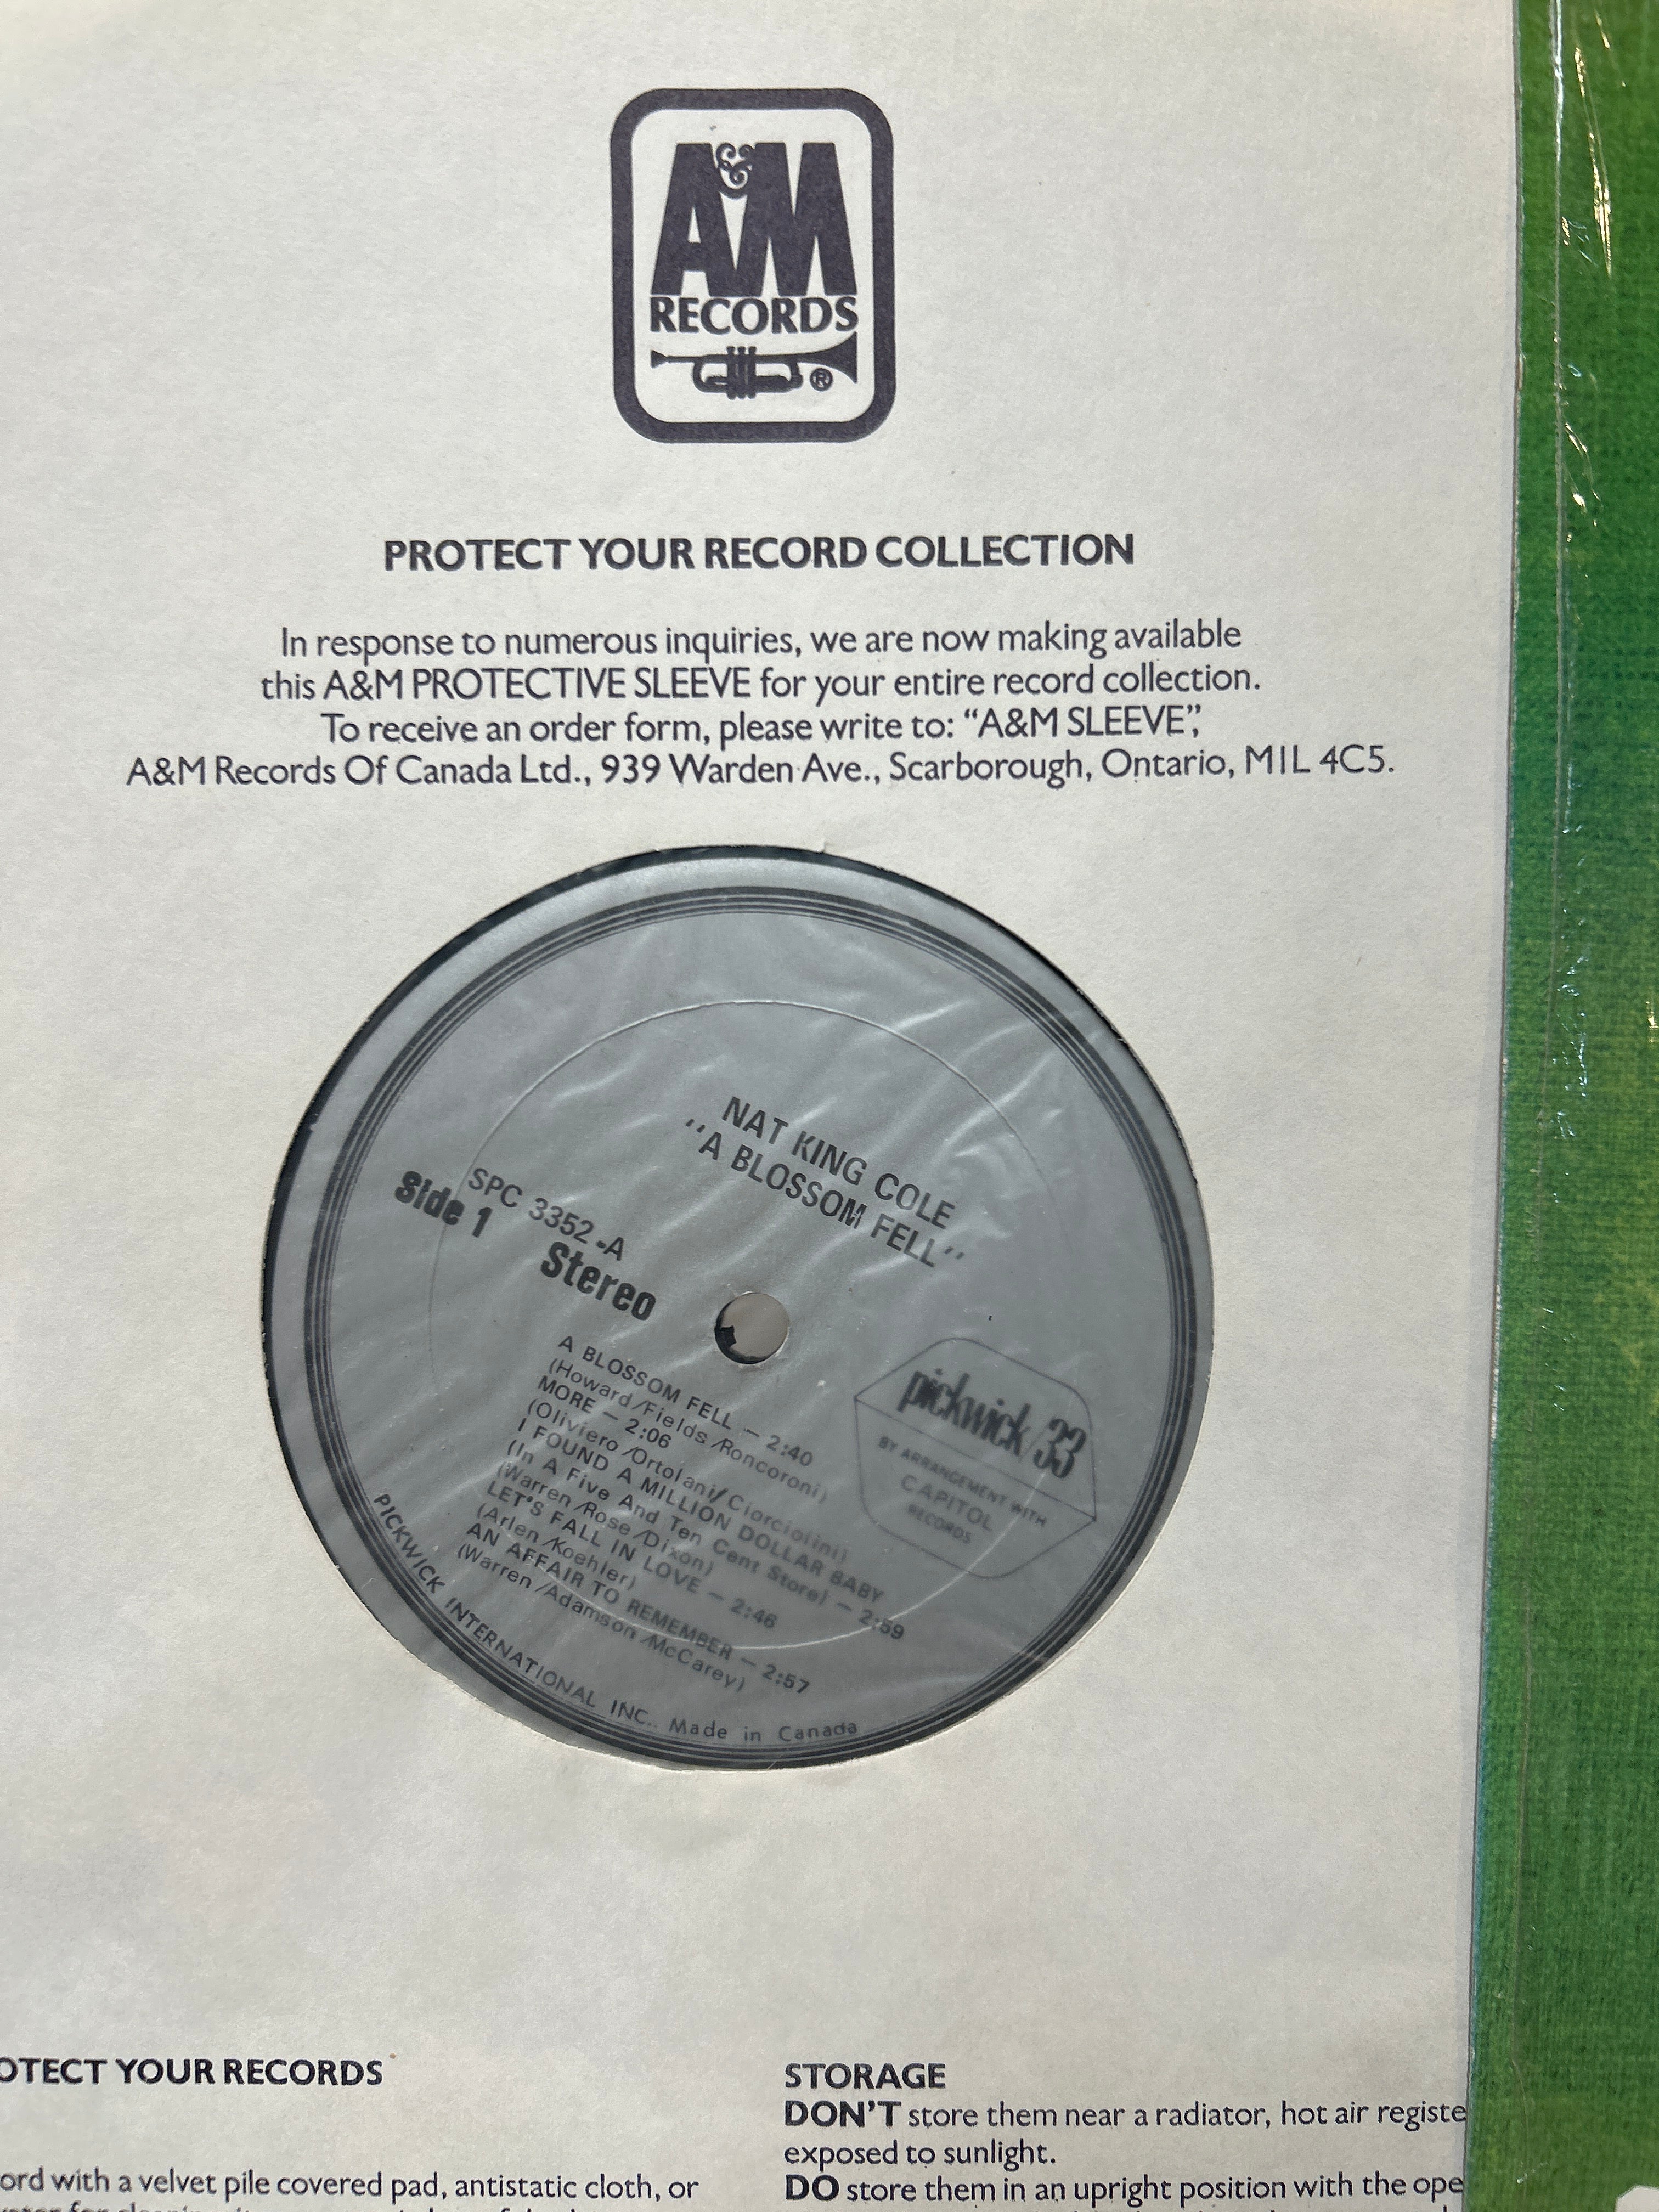 A&M
RECORDS
®
PROTECT YOUR RECORD COLLECTION
In response to numerous inquiries, we are now making available
this A&M PROTECTIVE SLEEVE for your entire record collection.
To receive an order form, please write to: “A&M SLEEVE”,
A&M Records Of Canada Ltd., 939 Warden Ave., Scarborough, Ontario, M1L 4C5.
NAT KING COLE
"A BLOSSOM FELL"
SPC 3352-A
Side 1
Stereo
A BLOSSOM FELL — 2:40
(Howard/Fields/Roncoroni)
MORE — 2:06
(Oliviero/Ortolani/Ciorciolini)
I FOUND A MILLION DOLLAR BABY
(In A Five And Ten Cent Store) — 2:59
(Warren/Rose/Dixon)
LET'S FALL IN LOVE — 2:46
(Arlen/Koehler)
AN AFFAIR TO REMEMBER — 2:57
(Warren/Adamson/McCarey)
pickwick/33
BY ARRANGEMENT WITH
CAPITOL
RECORDS
PICKWICK INTERNATIONAL INC.. Made in Canada
OTECT YOUR RECORDS
ord with a velvet pile covered pad, antistatic cloth, or
STORAGE
DON'T store them near a radiator, hot air registe
exposed to sunlight.
DO store them in an upright position with the ope